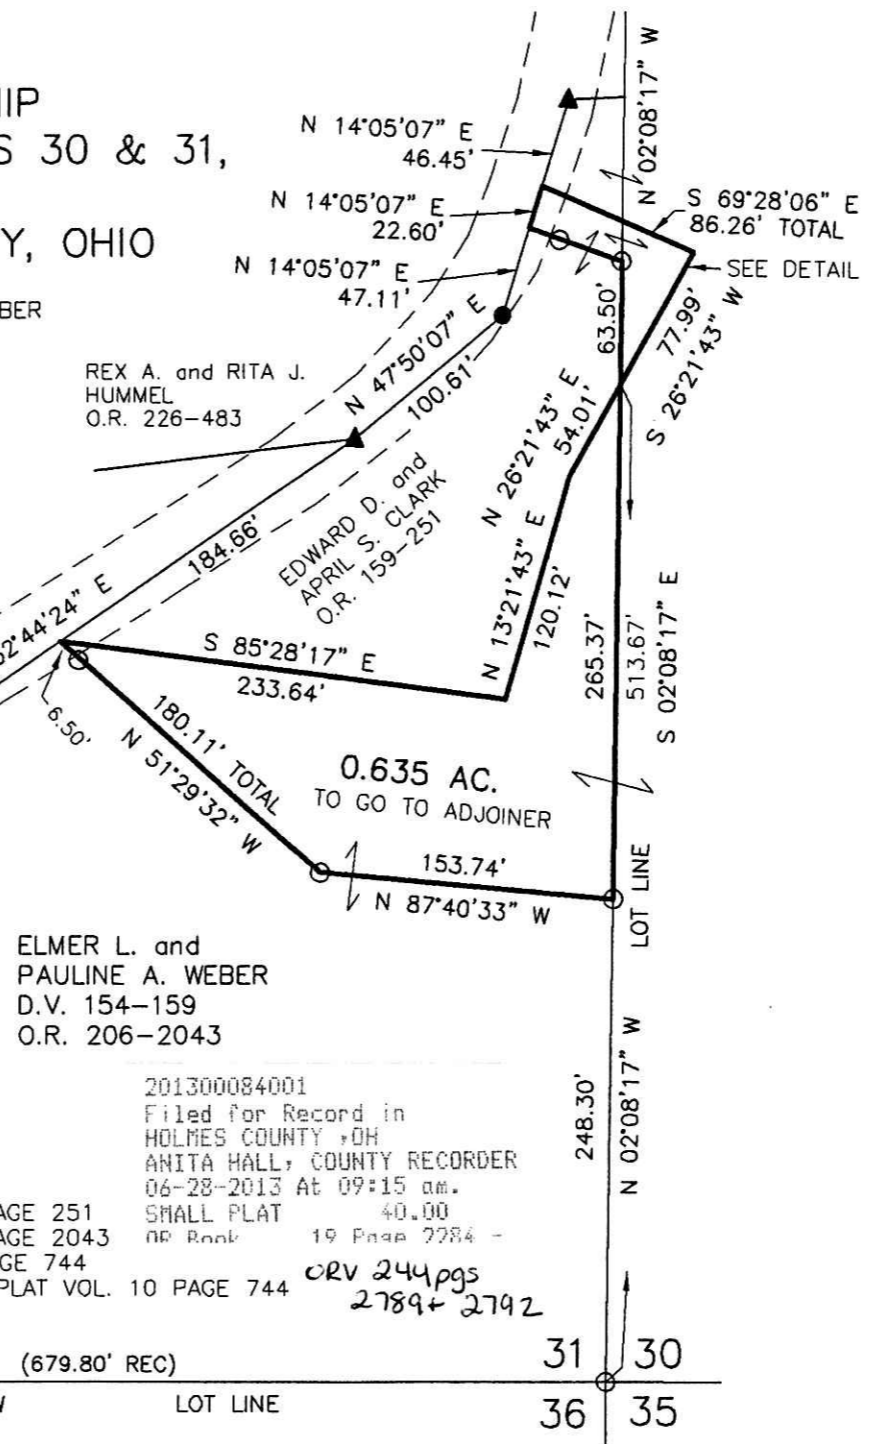 HIP
S 30 & 31,
Y, OHIO
BER
N 14°05'07" E
46.45'
N 14°05'07" E
22.60'
N 14°05'07" E
47.11'
N 02°08'17" W
S 69°28'06" E
86.26' TOTAL
SEE DETAIL
63.50'
77.99'
S 26°21'43" W
REX A. and RITA J.
HUMMEL
O.R. 226-483
N 47°50'07" E
100.61'
N 26°21'43" E
54.01'
EDWARD D. and
APRIL S. CLARK
O.R. 159-251
184.66'
52°44'24" E
N 13°21'43" E
120.12'
S 85°28'17" E
233.64'
265.37'
513.67'
S 02°08'17" E
6.50'
180.11' TOTAL
N 51°29'32" W
0.635 AC.
TO GO TO ADJOINER
153.74'
N 87°40'33" W
LOT LINE
ELMER L. and
PAULINE A. WEBER
D.V. 154-159
O.R. 206-2043
248.30'
N 02°08'17" W
201300084001
Filed for Record in
HOLMES COUNTY ,OH
ANITA HALL, COUNTY RECORDER
06-28-2013 At 09:15 am.
SMALL PLAT 40.00
OR Book 19 Page 2284 -
AGE 251
AGE 2043
GE 744
PLAT VOL. 10 PAGE 744
ORV 244 pgs
2789+ 2792
(679.80' REC)
W LOT LINE
31 30
36 35